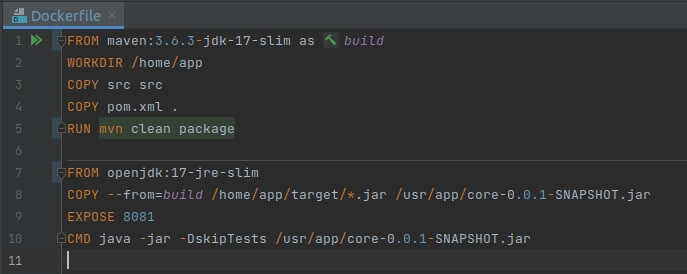 Dockerfile
1 FROM maven:3.6.3-jdk-17-slim as build
2 WORKDIR /home/app
3 COPY src src
4 COPY pom.xml .
5 RUN mvn clean package
6
7 FROM openjdk:17-jre-slim
8 COPY --from=build /home/app/target/*.jar /usr/app/core-0.0.1-SNAPSHOT.jar
9 EXPOSE 8081
10 CMD java -jar -DskipTests /usr/app/core-0.0.1-SNAPSHOT.jar
11